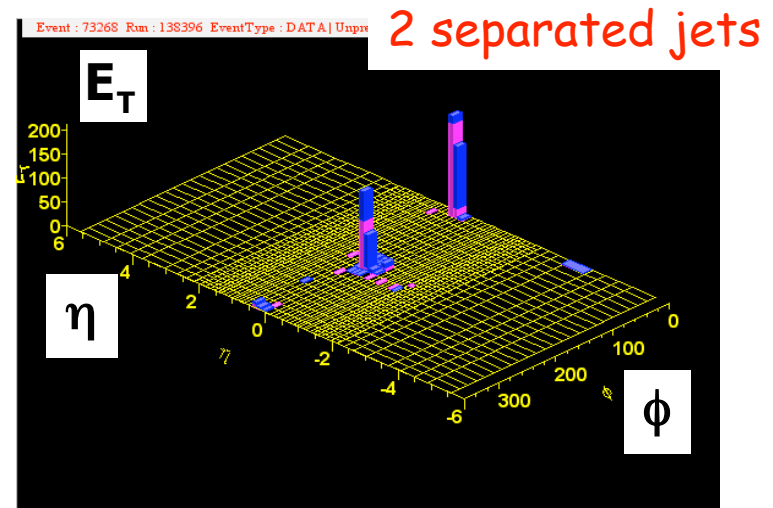 Event : 73268 Run : 138396 EventType : DATA | Unpre
2 separated jets
E_T
200
150
100
50
0
6
4
2
0
-2
-4
-6
η
η
300
200
100
0
ϕ
ϕ